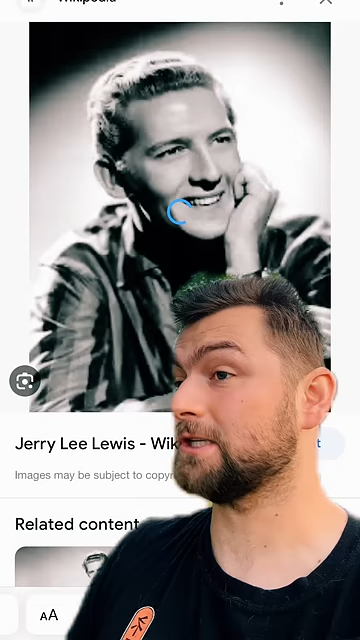 Wikipedia
Jerry Lee Lewis - Wik
Images may be subject to copyr
Related content
AA